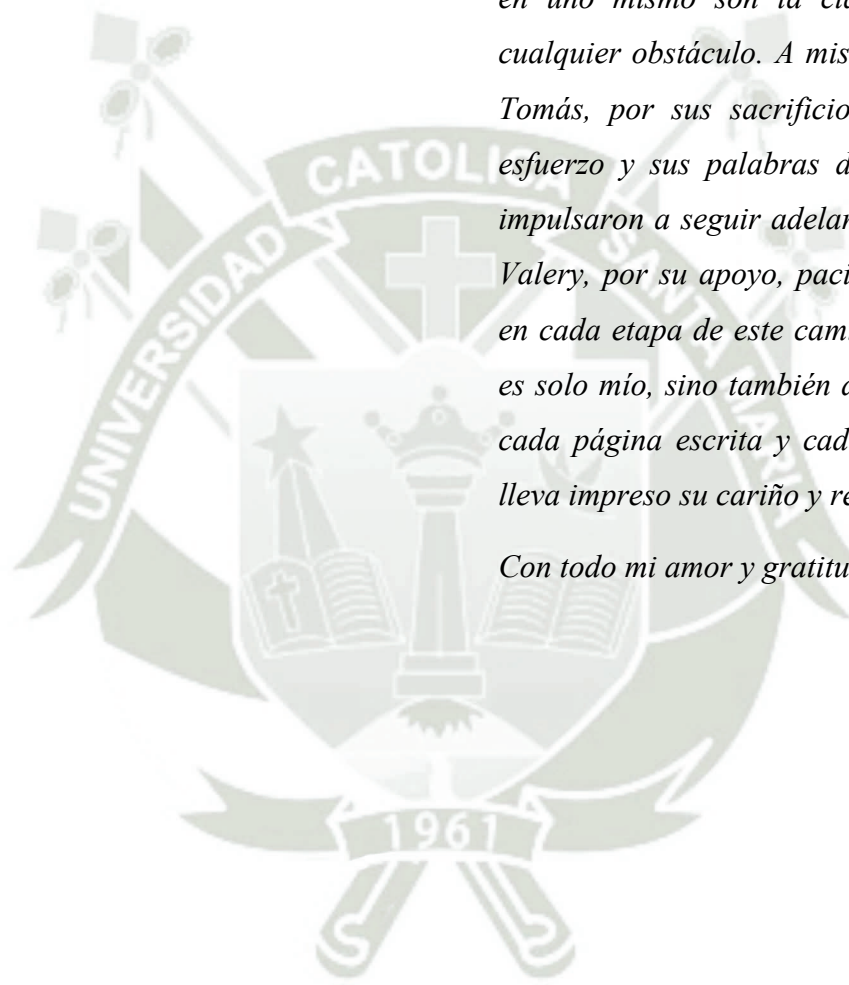 en uno mismo son la
cualquier obstáculo. A mis
Tomás, por sus sacrificio
esfuerzo y sus palabras d
impulsaron a seguir adelan
Valery, por su apoyo, paci
en cada etapa de este cam
es solo mío, sino también d
cada página escrita y cad
lleva impreso su cariño y re
Con todo mi amor y gratitu
UNIVERSIDAD CATOLICA SANTA MARIA
1961